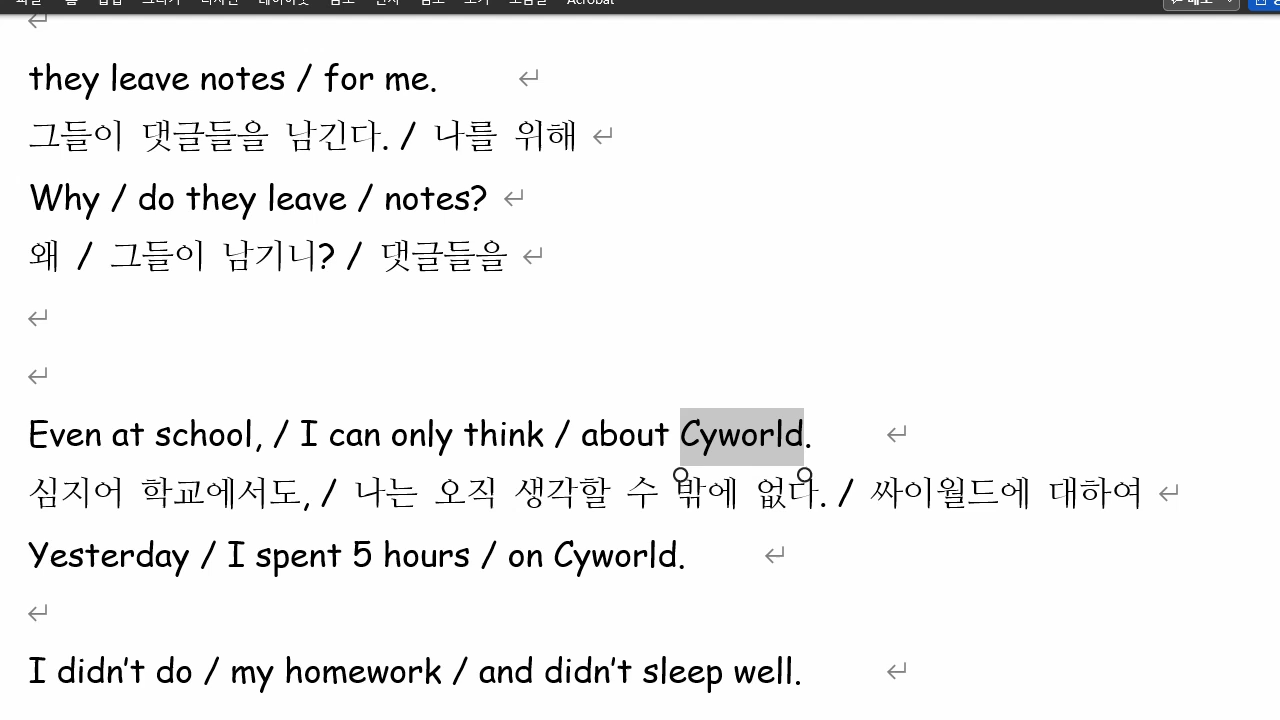 Acrobat
they leave notes / for me.
그들이 댓글들을 남긴다. / 나를 위해
Why / do they leave / notes?
왜 / 그들이 남기니? / 댓글들을
Even at school, / I can only think / about Cyworld.
심지어 학교에서도, / 나는 오직 생각할 수 밖에 없다. / 싸이월드에 대하여
Yesterday / I spent 5 hours / on Cyworld.
I didn't do / my homework / and didn't sleep well.